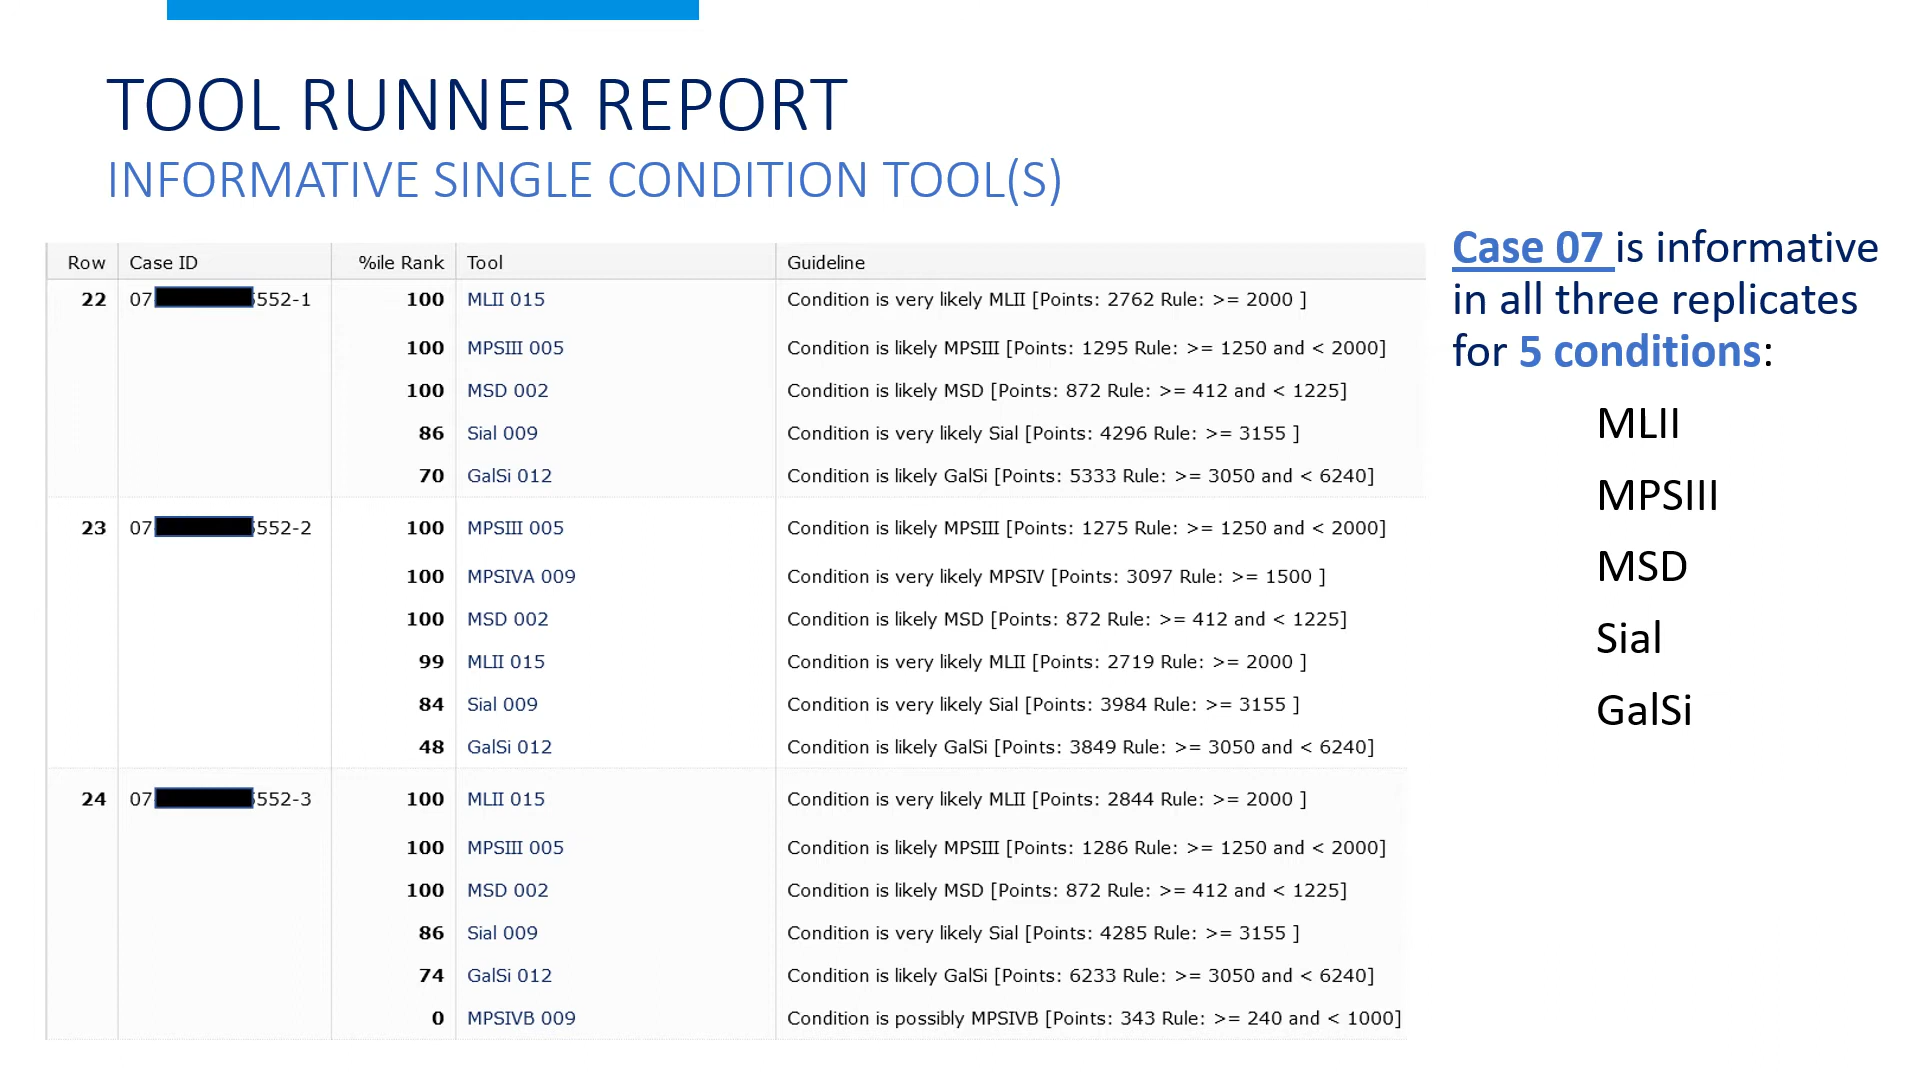 TOOL RUNNER REPORT
INFORMATIVE SINGLE CONDITION TOOL(S)
Row Case ID %ile Rank Tool Guideline
22 07 552-1 100 MLII 015 Condition is very likely MLII [Points: 2762 Rule: >= 2000 ]
100 MPSIII 005 Condition is likely MPSIII [Points: 1295 Rule: >= 1250 and < 2000]
100 MSD 002 Condition is likely MSD [Points: 872 Rule: >= 412 and < 1225]
86 Sial 009 Condition is very likely Sial [Points: 4296 Rule: >= 3155 ]
70 GalSi 012 Condition is likely GalSi [Points: 5333 Rule: >= 3050 and < 6240]
23 07 552-2 100 MPSIII 005 Condition is likely MPSIII [Points: 1275 Rule: >= 1250 and < 2000]
100 MPSIVA 009 Condition is very likely MPSIV [Points: 3097 Rule: >= 1500 ]
100 MSD 002 Condition is likely MSD [Points: 872 Rule: >= 412 and < 1225]
99 MLII 015 Condition is very likely MLII [Points: 2719 Rule: >= 2000 ]
84 Sial 009 Condition is very likely Sial [Points: 3984 Rule: >= 3155 ]
48 GalSi 012 Condition is likely GalSi [Points: 3849 Rule: >= 3050 and < 6240]
24 07 552-3 100 MLII 015 Condition is very likely MLII [Points: 2844 Rule: >= 2000 ]
100 MPSIII 005 Condition is likely MPSIII [Points: 1286 Rule: >= 1250 and < 2000]
100 MSD 002 Condition is likely MSD [Points: 872 Rule: >= 412 and < 1225]
86 Sial 009 Condition is very likely Sial [Points: 4285 Rule: >= 3155 ]
74 GalSi 012 Condition is likely GalSi [Points: 6233 Rule: >= 3050 and < 6240]
0 MPSIVB 009 Condition is possibly MPSIVB [Points: 343 Rule: >= 240 and < 1000]
Case 07 is informative
in all three replicates
for 5 conditions:
MLII
MPSIII
MSD
Sial
GalSi